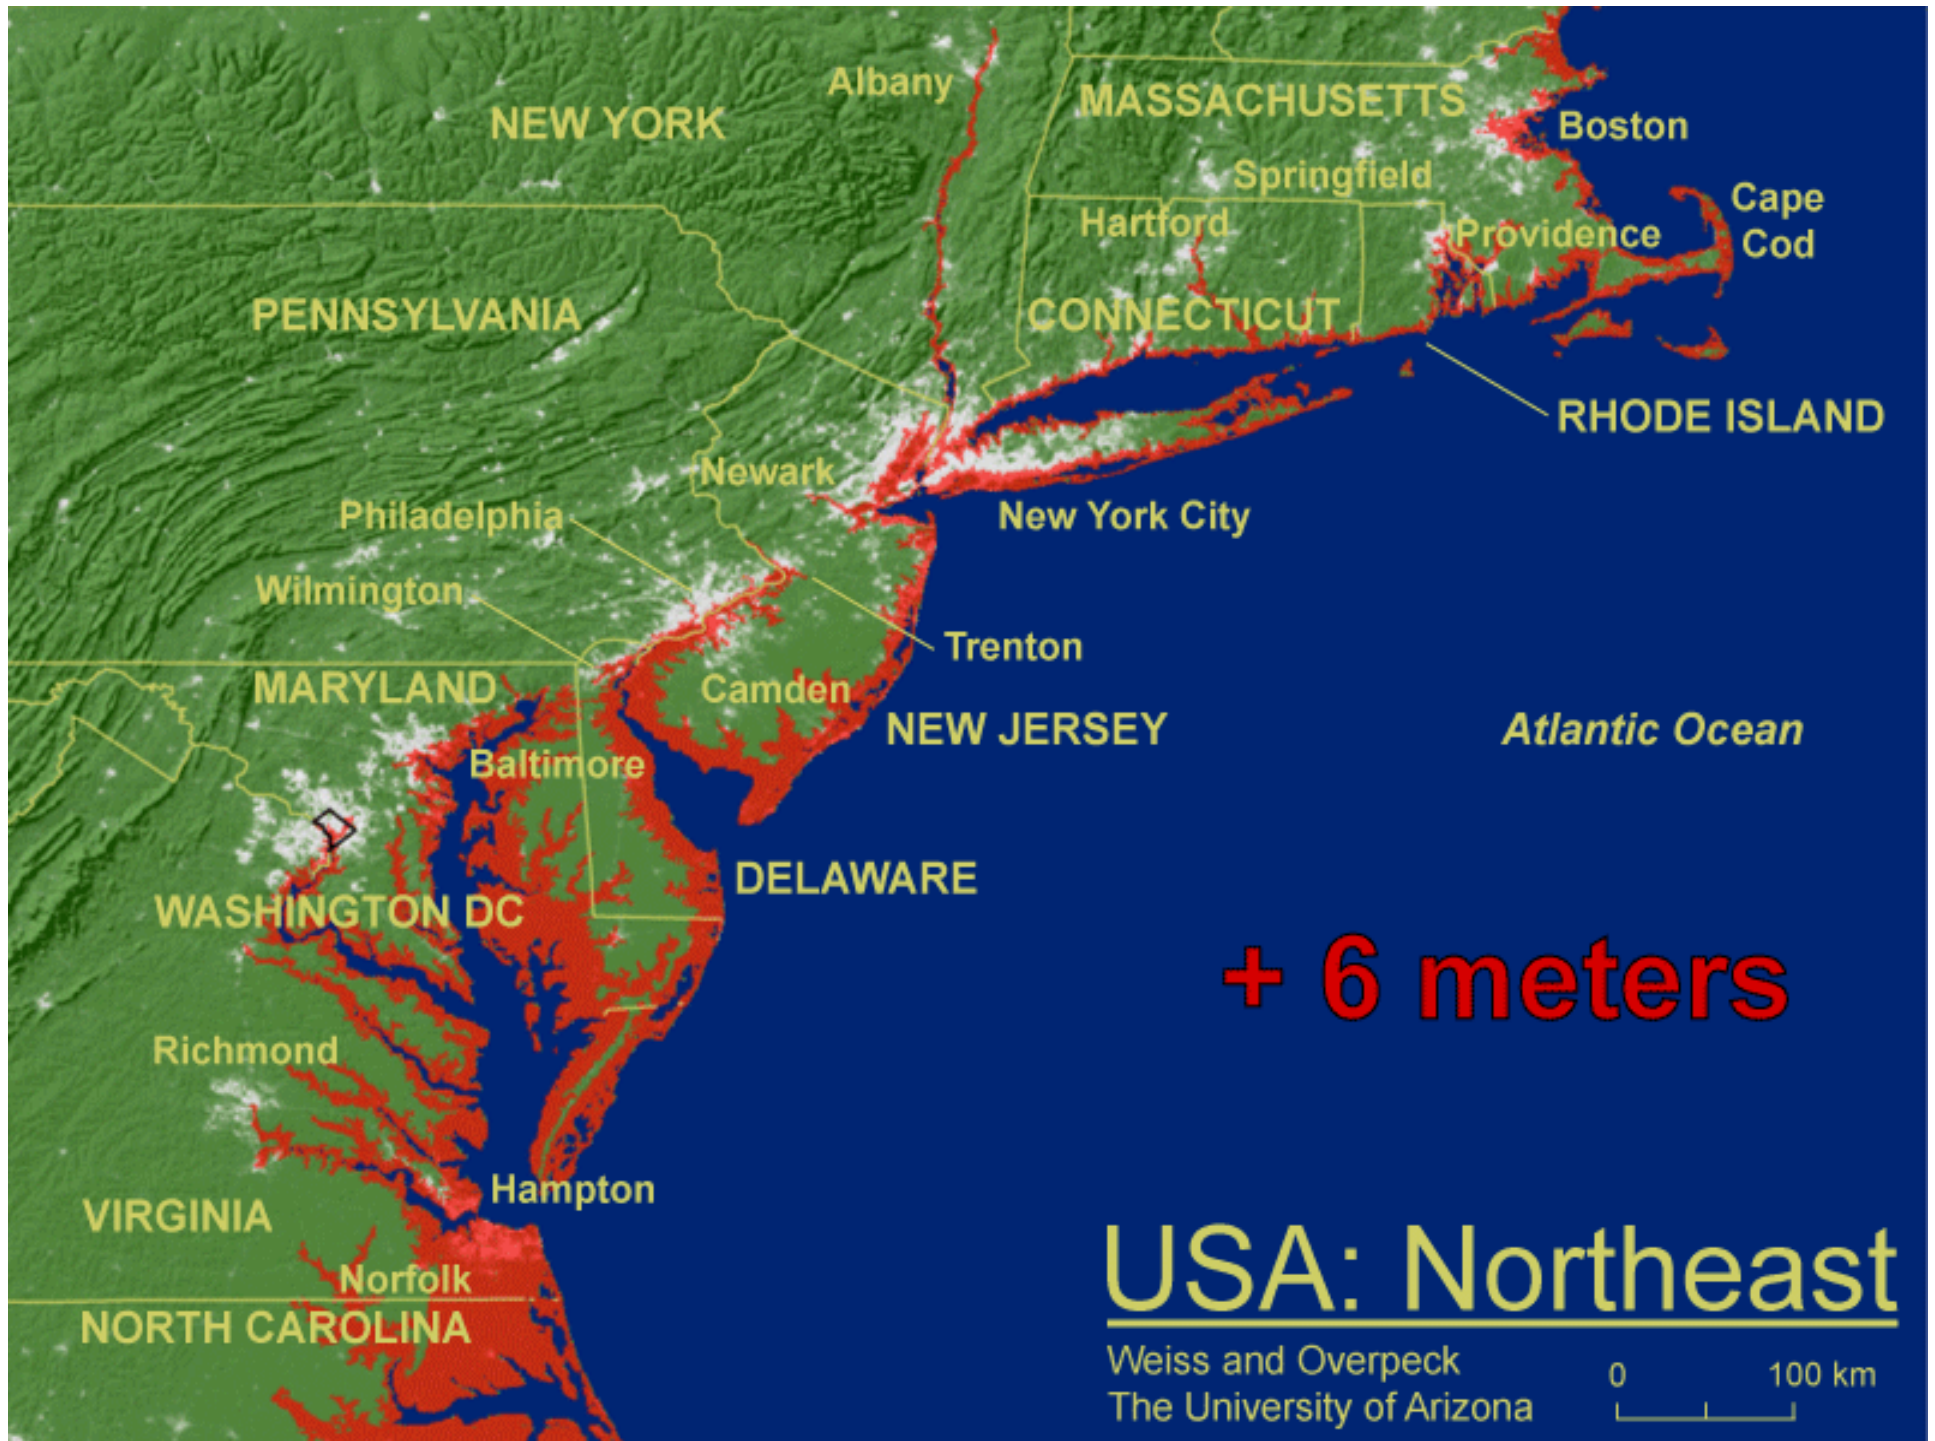 Albany
NEW YORK
MASSACHUSETTS
Boston
Springfield
Cape
Cod
Hartford
Providence
PENNSYLVANIA
CONNECTICUT
RHODE ISLAND
Newark
Philadelphia
New York City
Wilmington
Trenton
MARYLAND
Camden
NEW JERSEY
Atlantic Ocean
Baltimore
DELAWARE
WASHINGTON DC
+ 6 meters
Richmond
Hampton
VIRGINIA
Norfolk
NORTH CAROLINA
USA: Northeast
Weiss and Overpeck
The University of Arizona
0 100 km